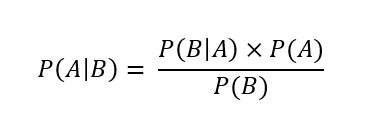 P(A|B) = P(B|A) × P(A) / P(B)